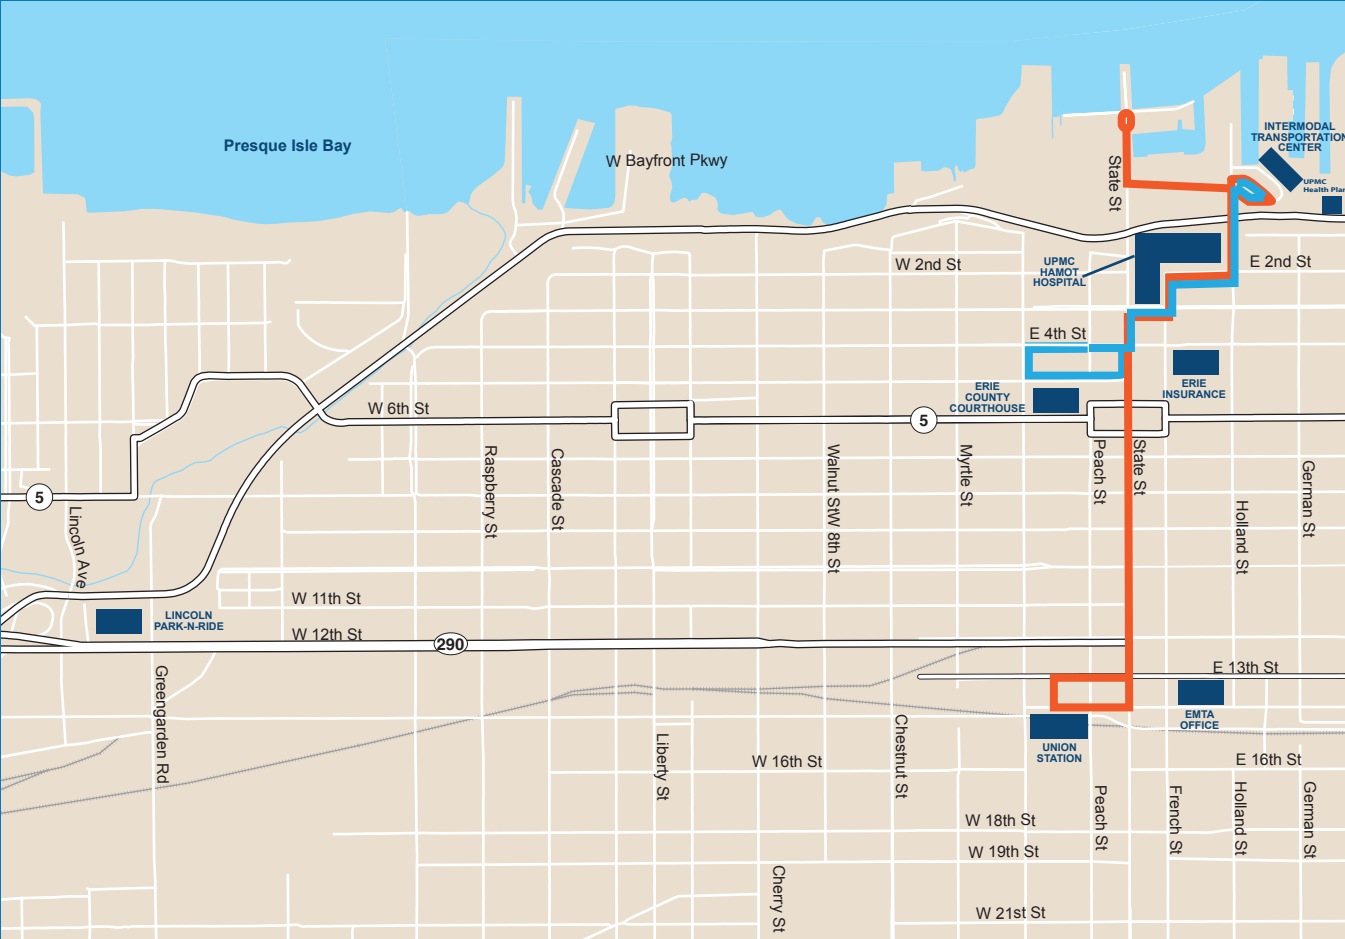 INTERMODAL
TRANSPORTATION
CENTER
Presque Isle Bay
W Bayfront Pkwy
State St
UPMC
Health Plan
W 2nd St
UPMC
HAMOT
HOSPITAL
E 2nd St
E 4th St
ERIE
COUNTY
COURTHOUSE
ERIE
INSURANCE
W 6th St
5
Raspberry St
Cascade St
Walnut St
W 8th St
Myrtle St
Peach St
State St
Holland St
German St
5
Lincoln Ave
LINCOLN
PARK-N-RIDE
W 11th St
W 12th St
290
E 13th St
Greengarden Rd
EMTA
OFFICE
UNION
STATION
Liberty St
Chestnut St
W 16th St
E 16th St
Peach St
French St
Holland St
German St
W 18th St
W 19th St
Cherry St
W 21st St